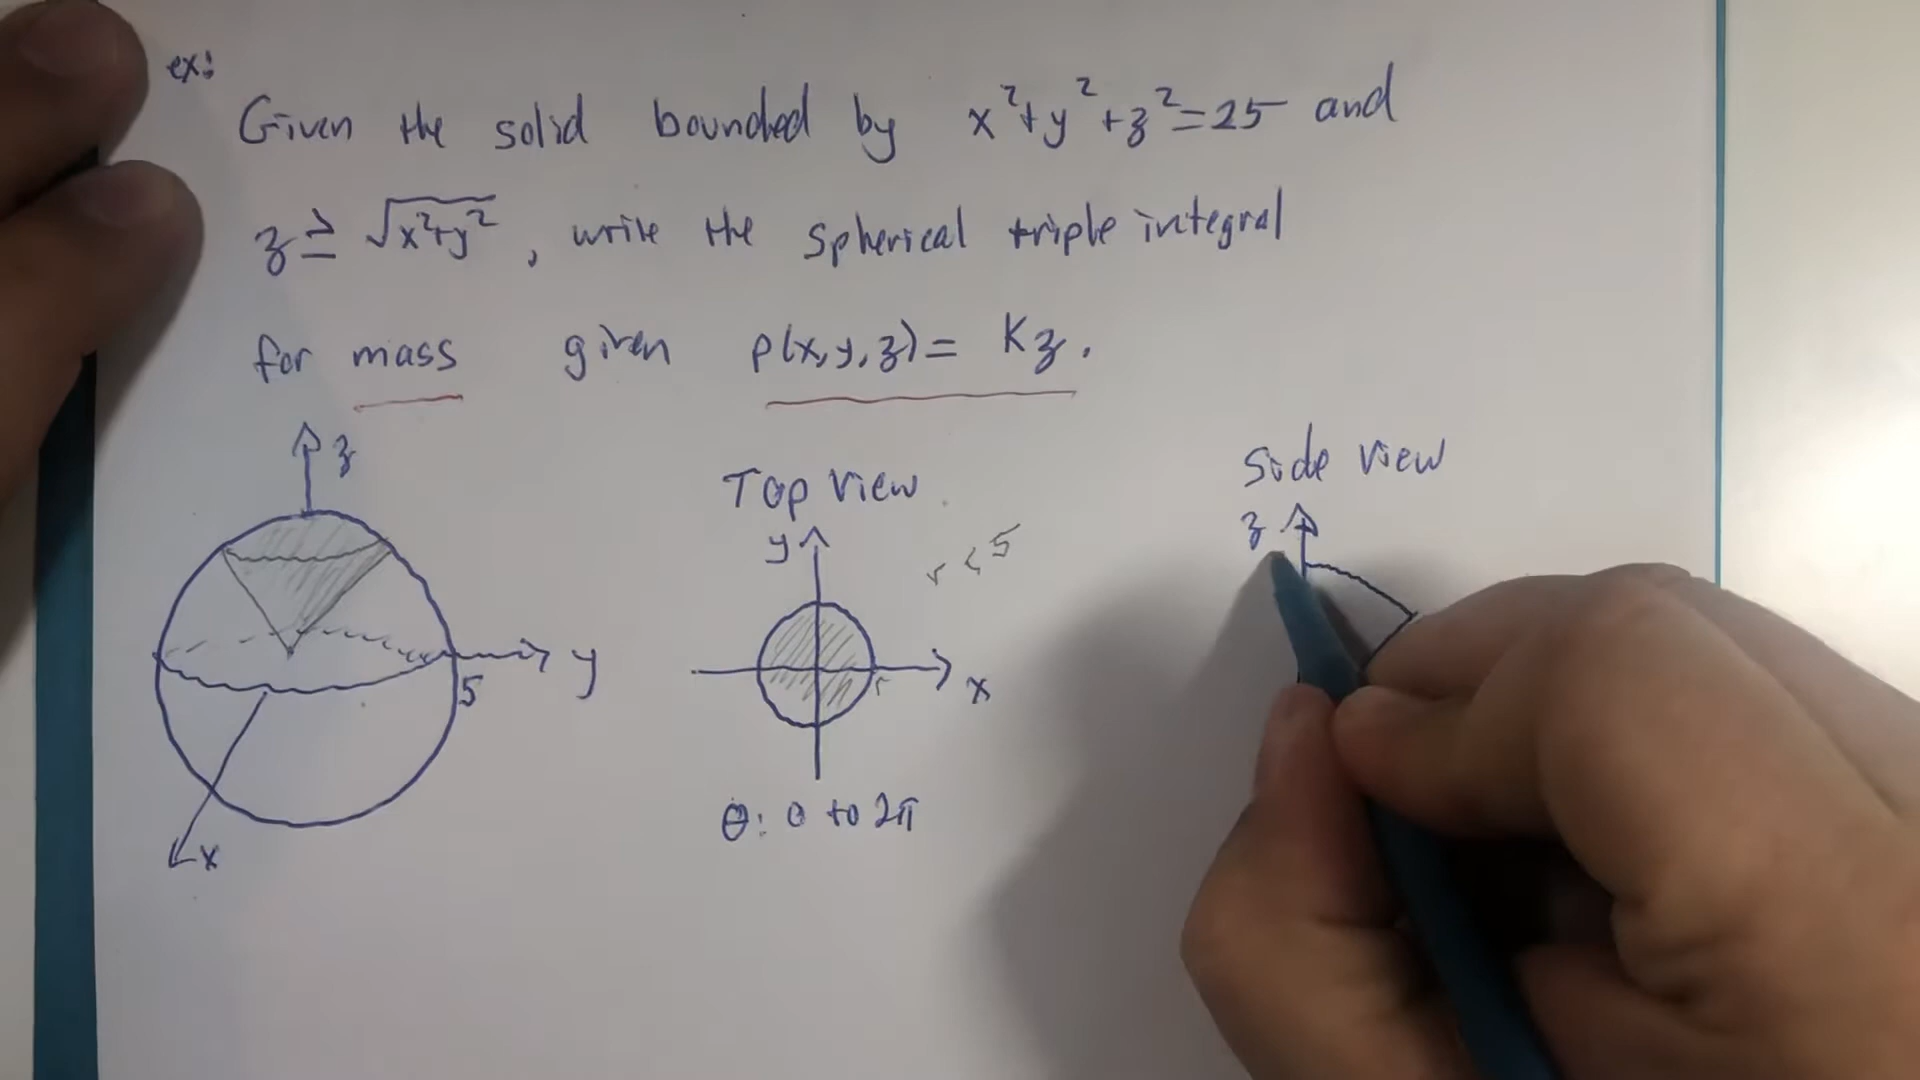 ex:
Given the solid bounded by x²+y²+z²=25 and
z ≥ √x²+y², write the spherical triple integral
for mass given ρ(x,y,z)= Kz.
z
y
5
x
Top View
y
r < 5
r
x
θ: 0 to 2π
Side view
z